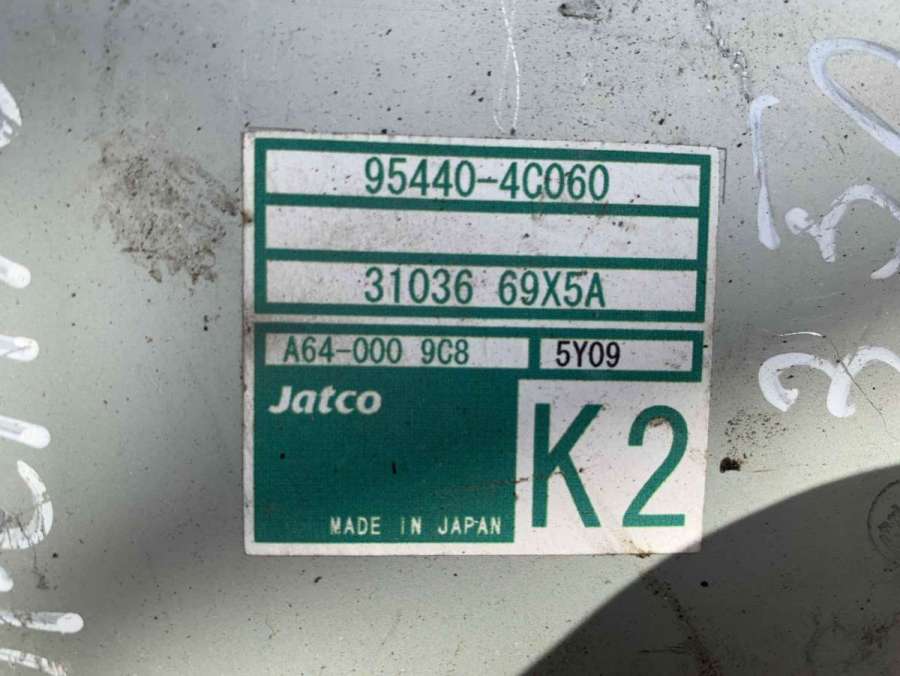 95440-4C060
31036 69X5A
A64-000 9C8
5Y09
Jatco
K2
MADE IN JAPAN